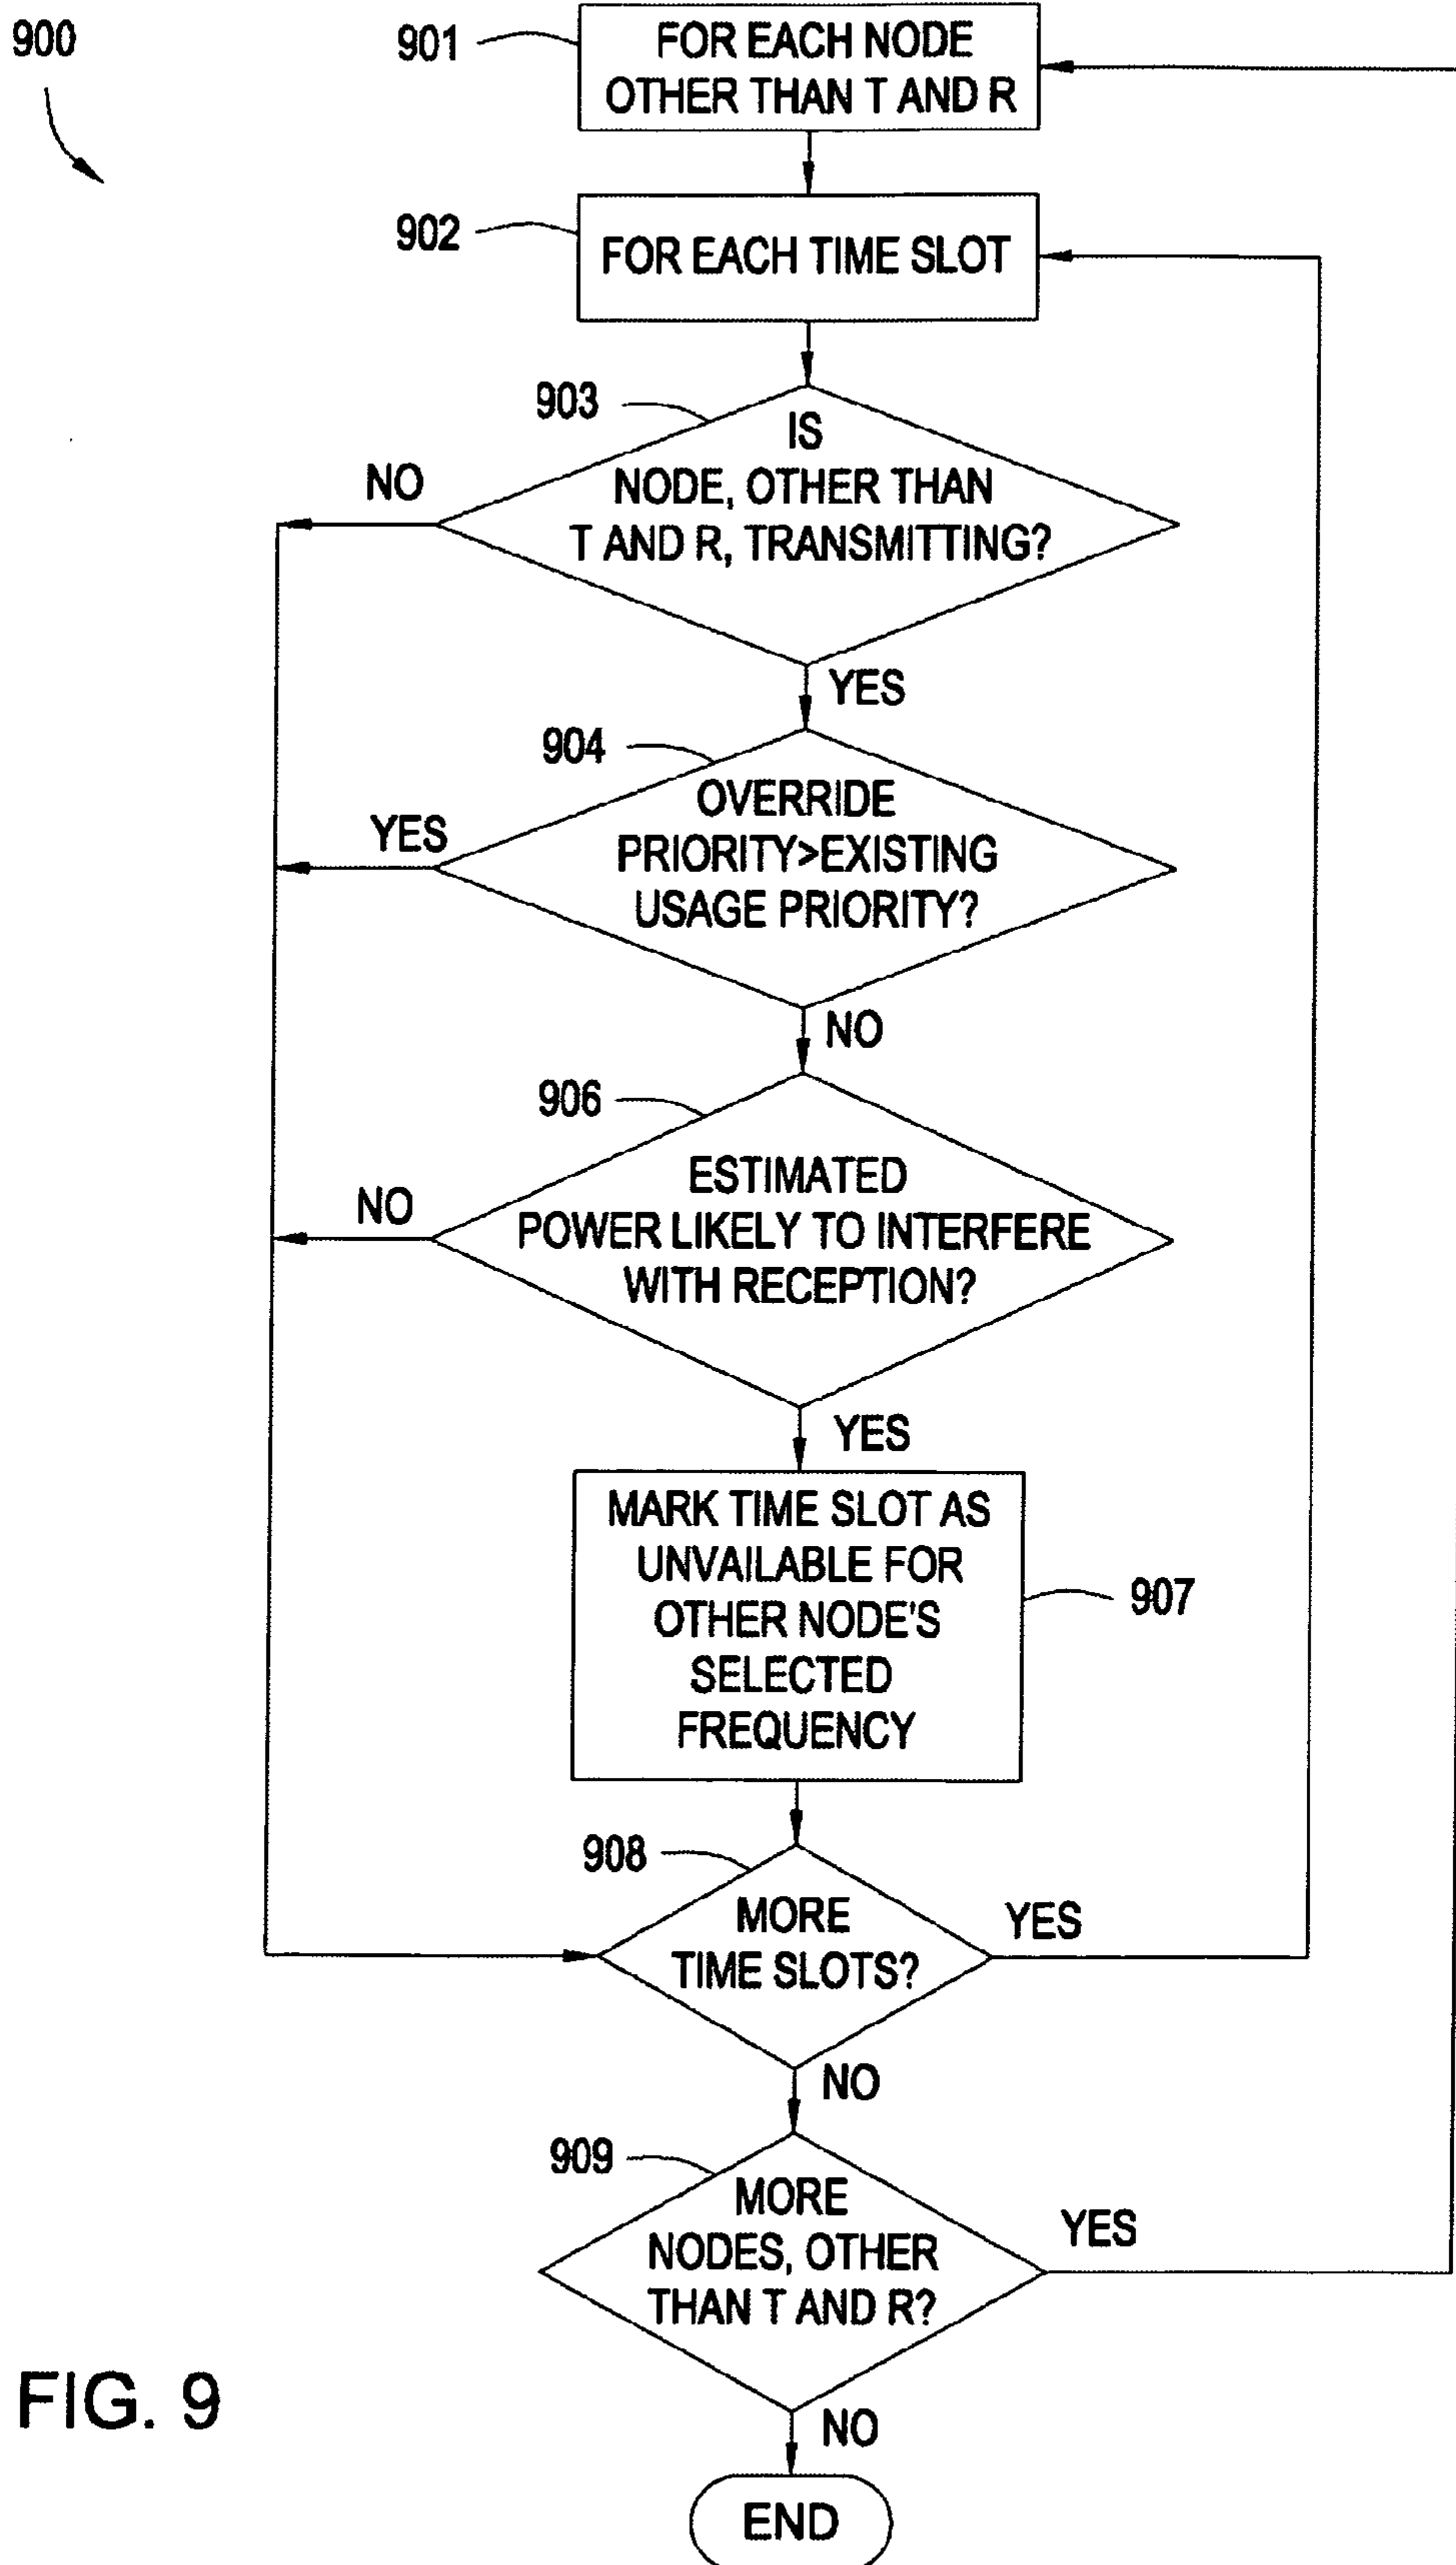 900
901
FOR EACH NODE
OTHER THAN T AND R
902
FOR EACH TIME SLOT
903
IS
NODE, OTHER THAN
T AND R, TRANSMITTING?
NO
YES
904
OVERRIDE
PRIORITY>EXISTING
USAGE PRIORITY?
YES
NO
906
ESTIMATED
POWER LIKELY TO INTERFERE
WITH RECEPTION?
NO
YES
MARK TIME SLOT AS
UNVAILABLE FOR
OTHER NODE'S
SELECTED
FREQUENCY
907
908
MORE
TIME SLOTS?
YES
NO
909
MORE
NODES, OTHER
THAN T AND R?
YES
NO
END
FIG. 9